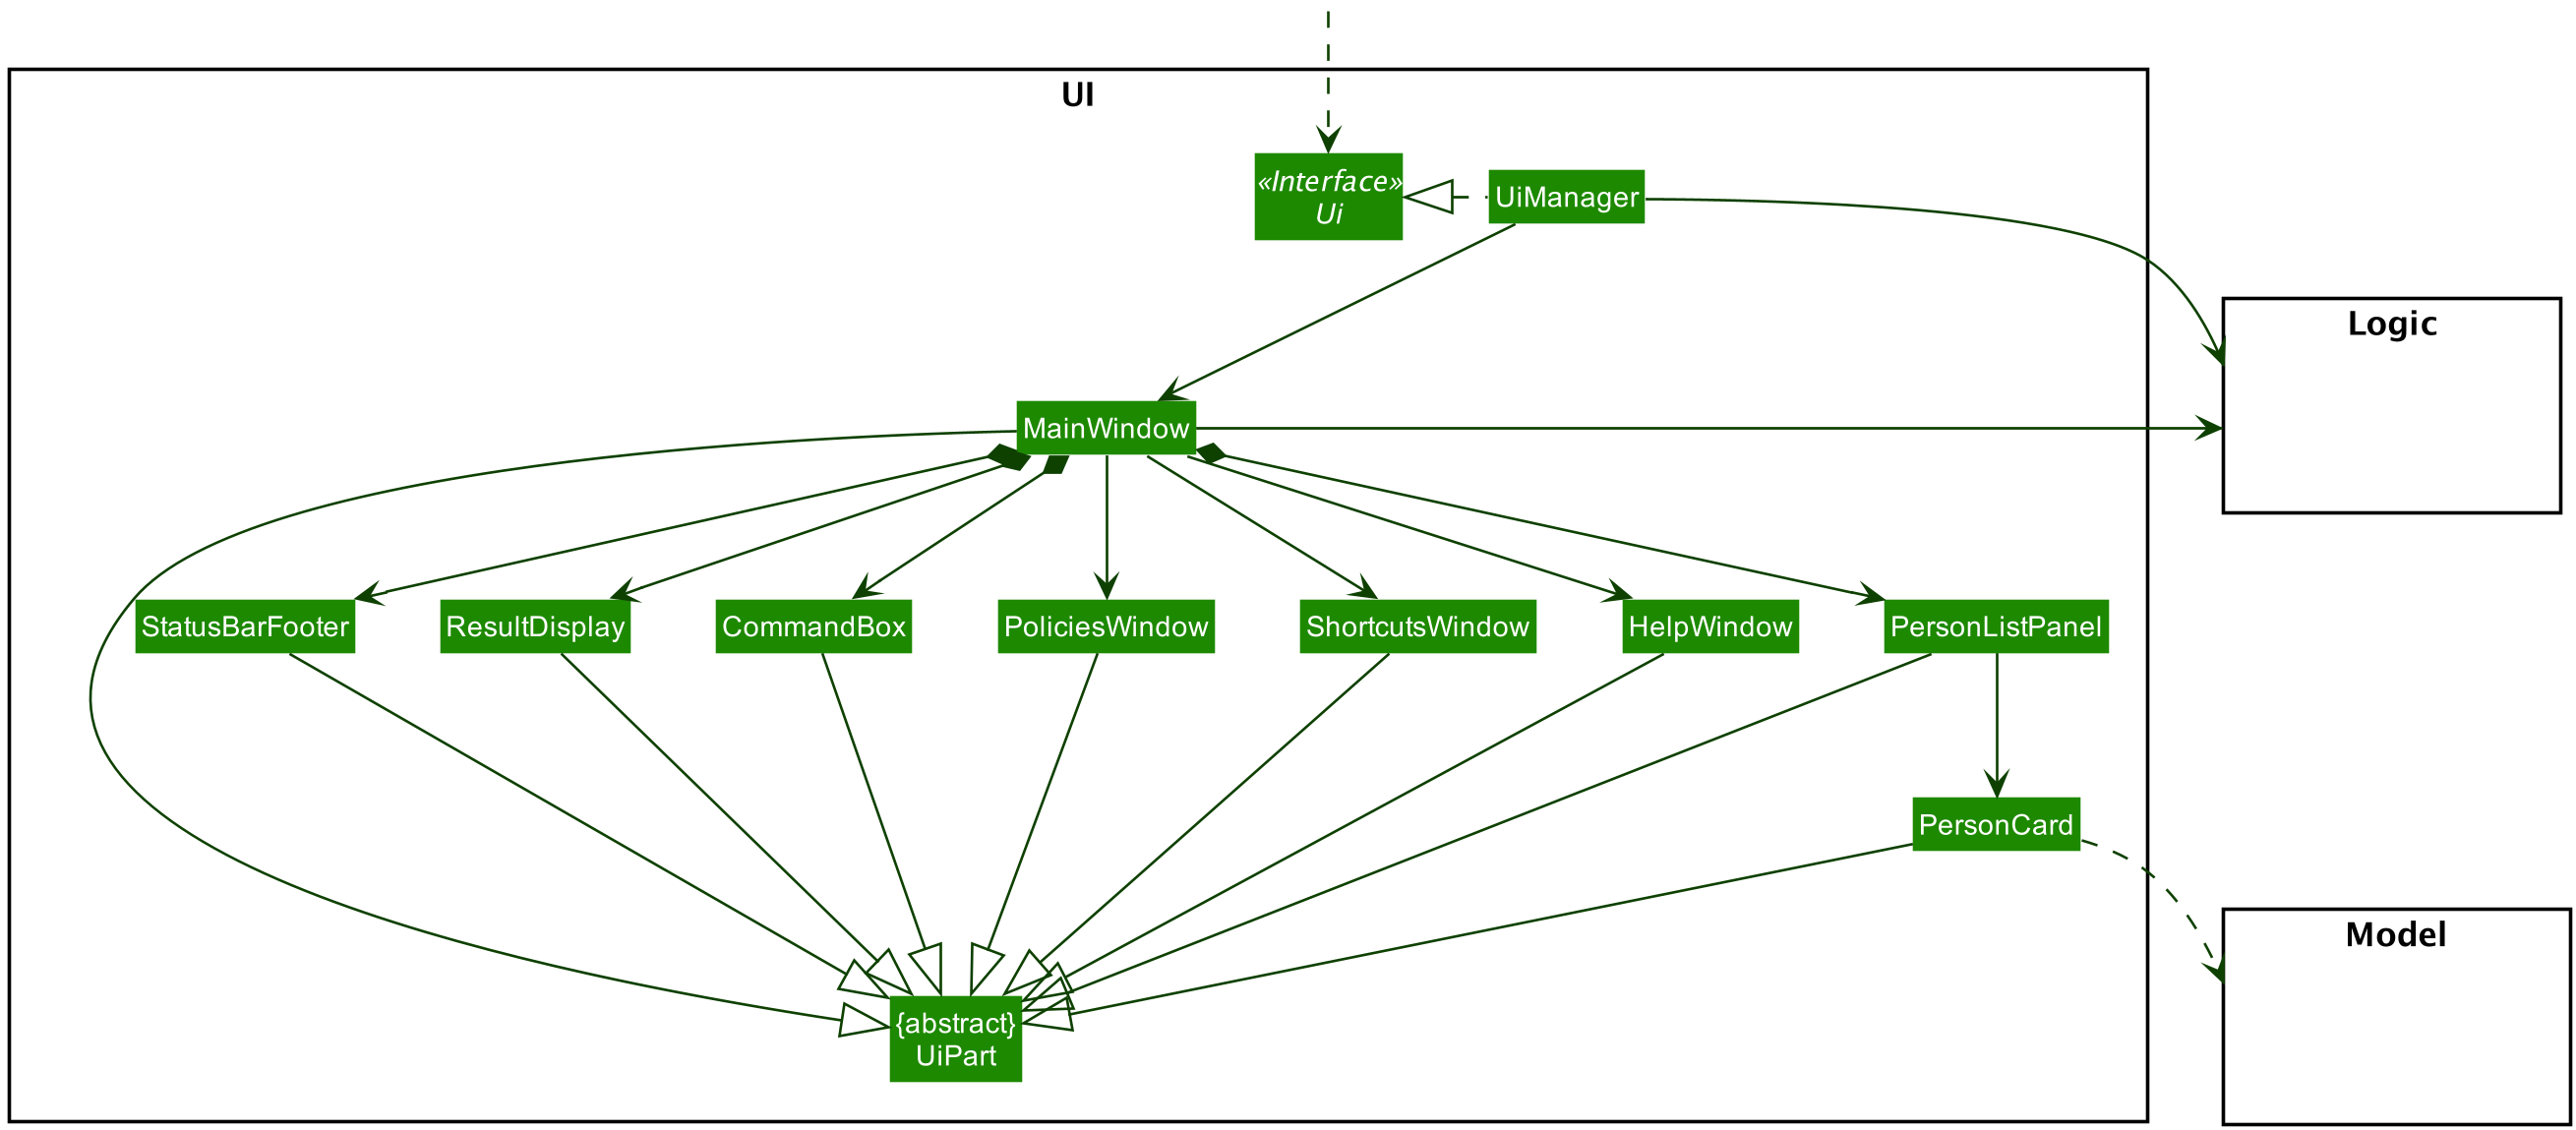 UI
«Interface»
Ui
UiManager
Logic
MainWindow
StatusBarFooter
ResultDisplay
CommandBox
PoliciesWindow
ShortcutsWindow
HelpWindow
PersonListPanel
PersonCard
Model
{abstract}
UiPart